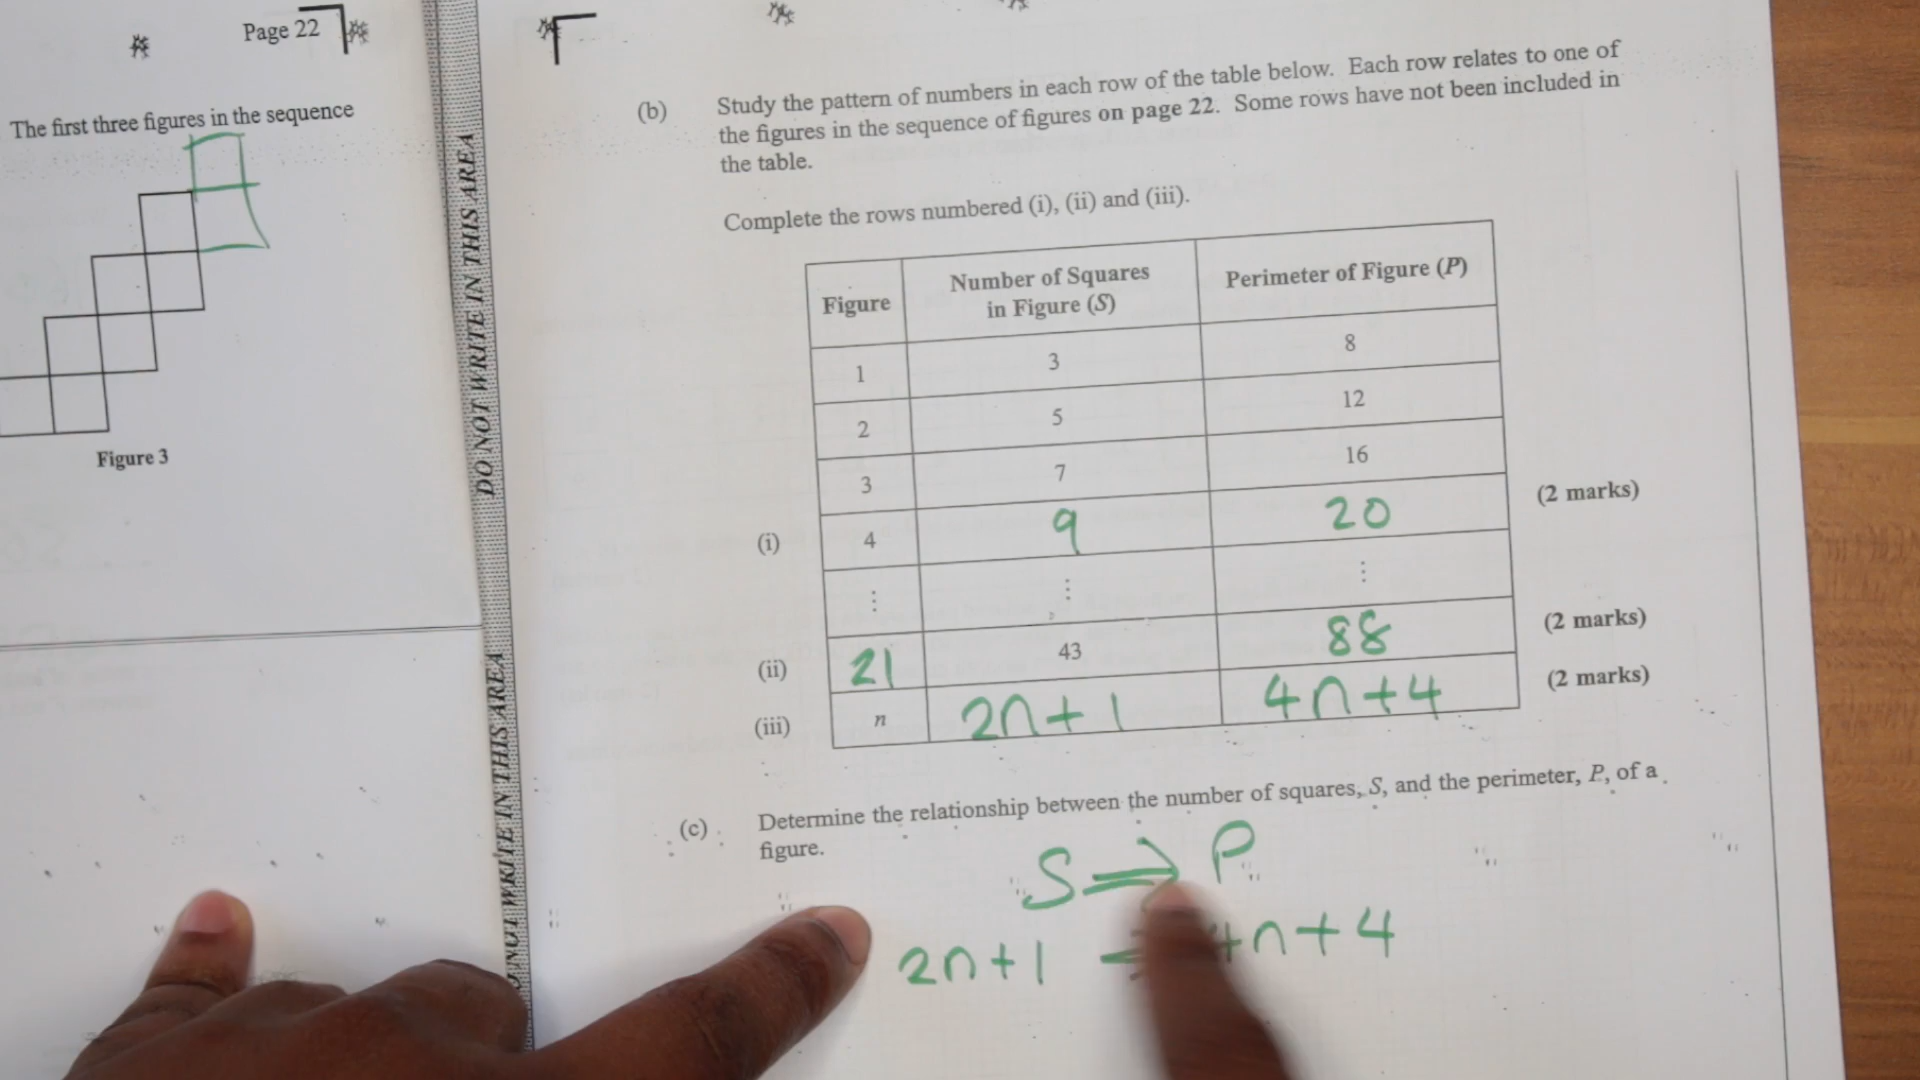 Page 22
The first three figures in the sequence
Figure 3
DO NOT WRITE IN THIS AREA
DO NOT WRITE IN THIS AREA
(b) Study the pattern of numbers in each row of the table below. Each row relates to one of
the figures in the sequence of figures on page 22. Some rows have not been included in
the table.
Complete the rows numbered (i), (ii) and (iii).
Figure Number of Squares in Figure (S) Perimeter of Figure (P)
1 3 8
2 5 12
3 7 16
(i) 4 9 20 (2 marks)
⋮ ⋮ ⋮
(ii) 21 43 88 (2 marks)
(iii) n 2n+1 4n+4 (2 marks)
(c) Determine the relationship between the number of squares, S, and the perimeter, P, of a
figure.
S ⇒ P
2n+1 4n+4